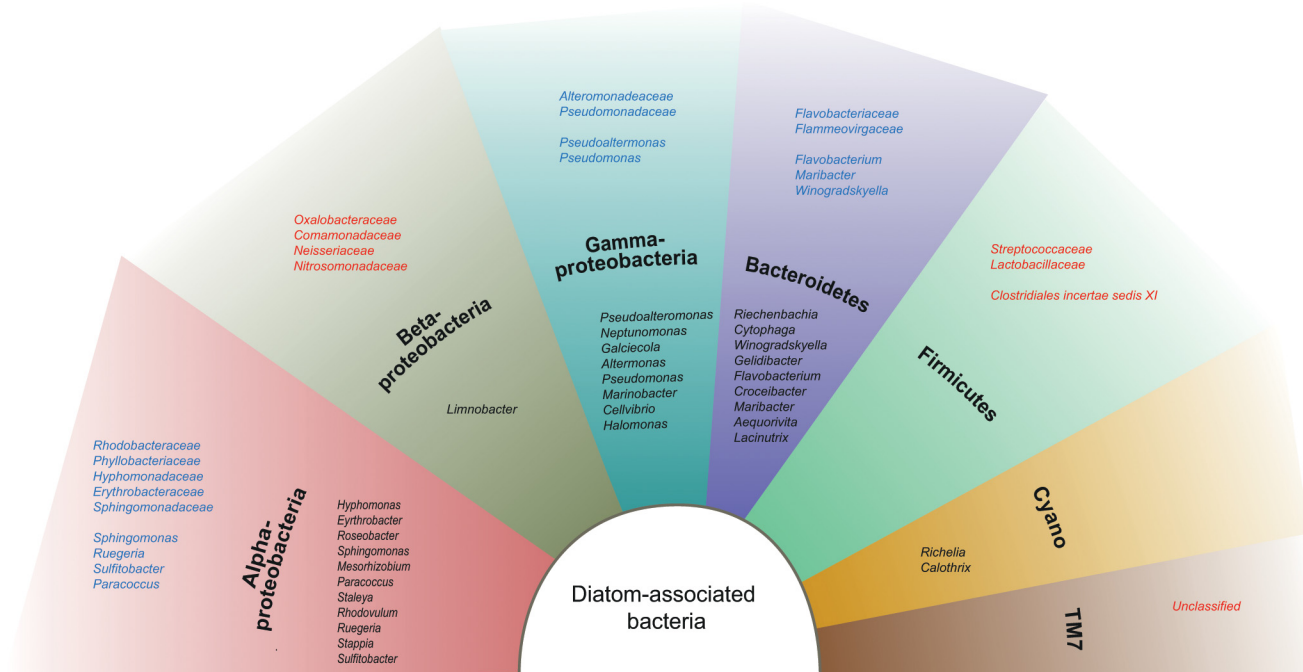 Rhodobacteraceae
Phyllobacteriaceae
Hyphomonadaceae
Erythrobacteraceae
Sphingomonadaceae
Sphingomonas
Ruegeria
Sulfitobacter
Paracoccus
Alpha-
proteobacteria
Hyphomonas
Eyrthrobacter
Roseobacter
Sphingomonas
Mesorhizobium
Paracoccus
Staleya
Rhodovulum
Ruegeria
Stappia
Sulfitobacter
Oxalobacteraceae
Comamonadaceae
Neisseriaceae
Nitrosomonadaceae
Beta-
proteobacteria
Limnobacter
Alteromonadeaceae
Pseudomonadaceae
Pseudoaltermonas
Pseudomonas
Gamma-
proteobacteria
Pseudoalteromonas
Neptunomonas
Galciecola
Altermonas
Pseudomonas
Marinobacter
Cellvibrio
Halomonas
Flavobacteriaceae
Flammeovirgaceae
Flavobacterium
Maribacter
Winogradskyella
Bacteroidetes
Riechenbachia
Cytophaga
Winogradskyella
Gelidibacter
Flavobacterium
Croceibacter
Maribacter
Aequorivita
Lacinutrix
Streptococcaceae
Lactobacillaceae
Clostridiales incertae sedis XI
Firmicutes
Cyano
Richelia
Calothrix
TM7
Unclassified
Diatom-associated
bacteria